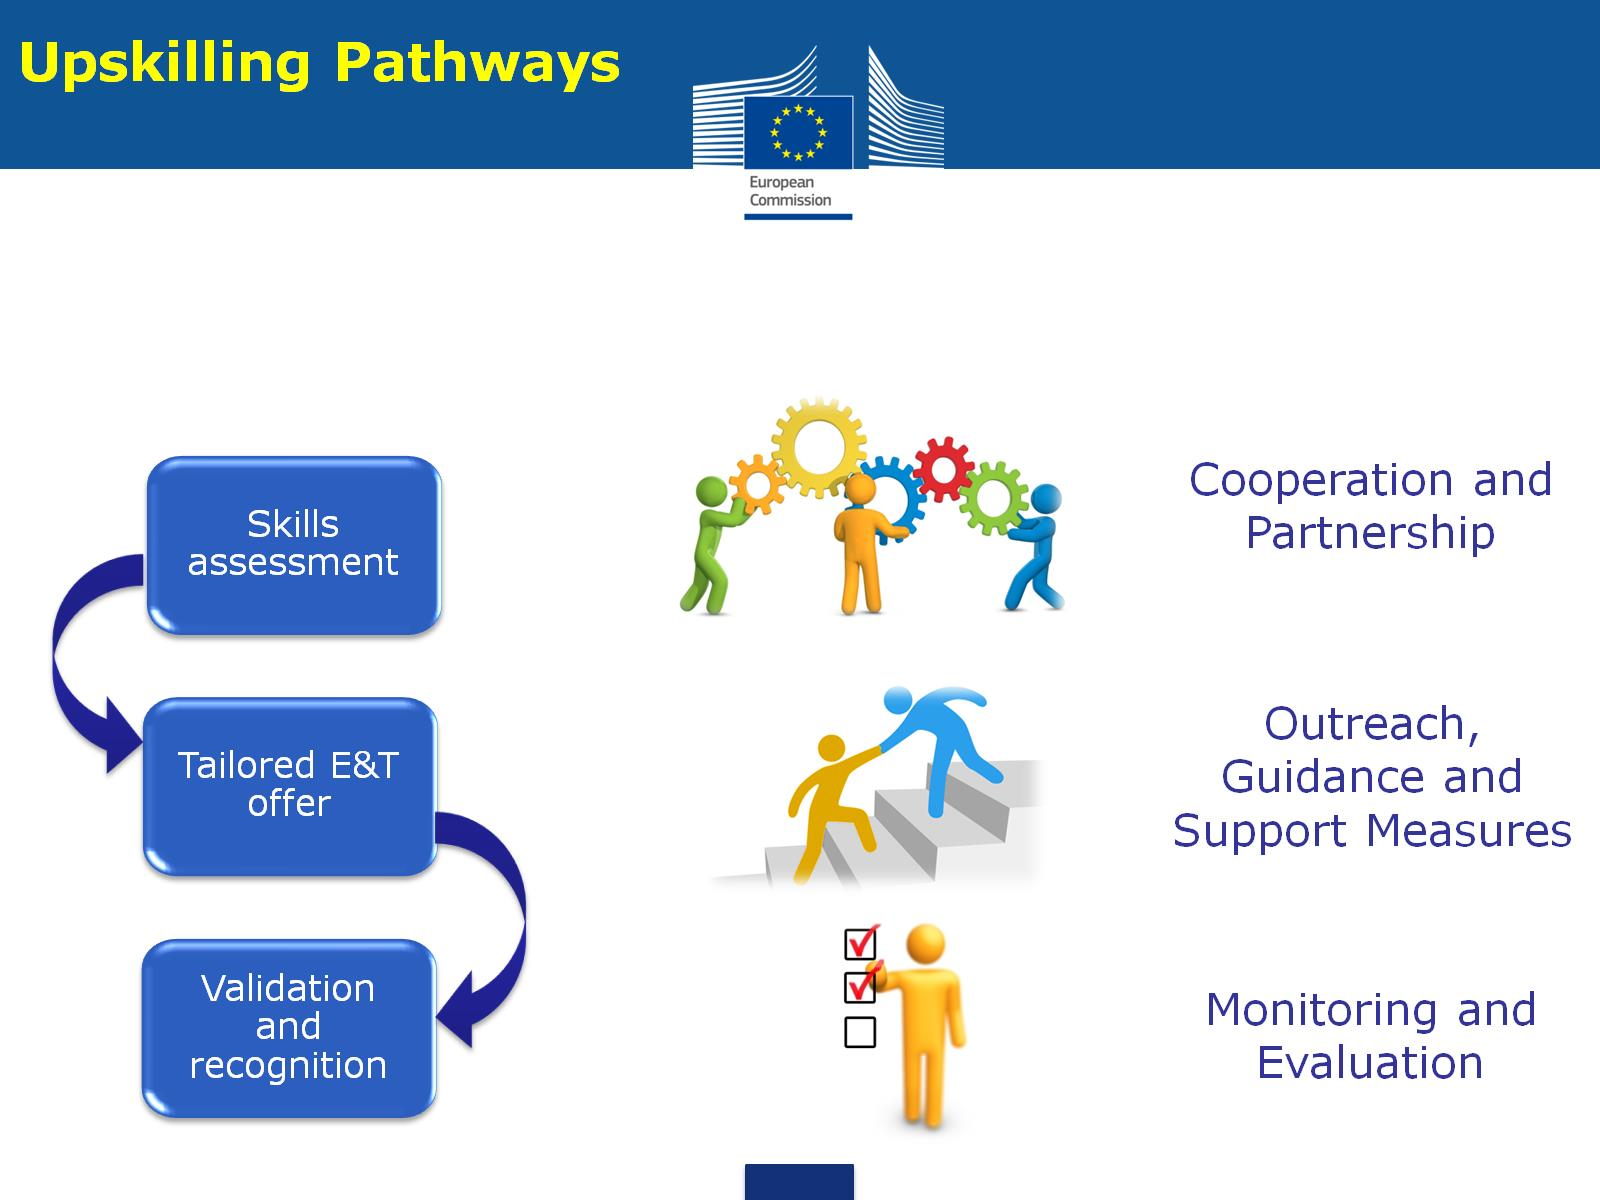 Upskilling Pathways
European
Commission
Skills
assessment
Tailored E&T
offer
Validation
and
recognition
Cooperation and
Partnership
Outreach,
Guidance and
Support Measures
Monitoring and
Evaluation